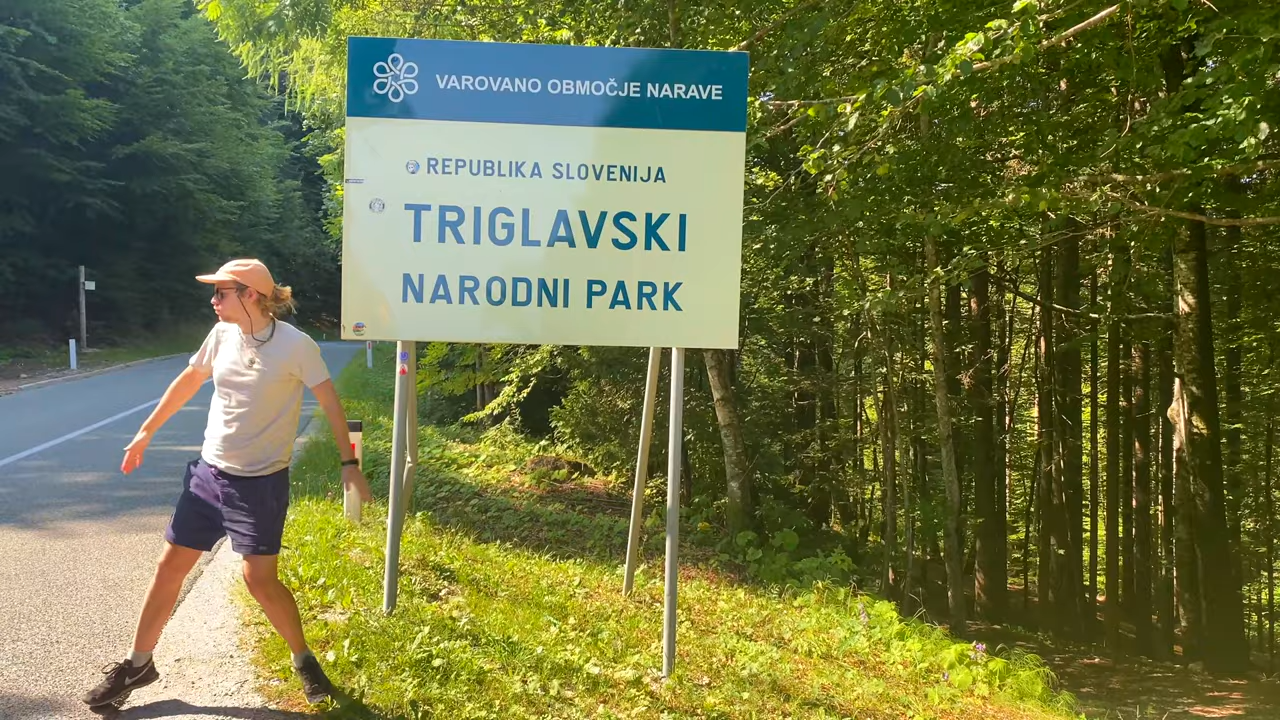 VAROVANO OBMOČJE NARAVE
REPUBLIKA SLOVENIJA
TRIGLAVSKI
NARODNI PARK